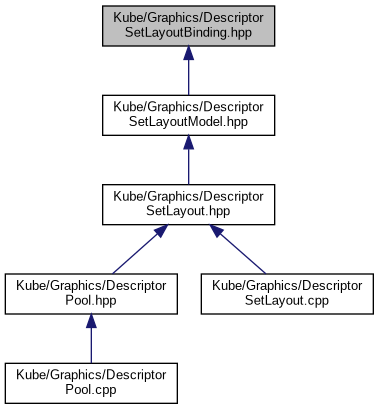 Kube/Graphics/Descriptor
SetLayoutBinding.hpp
Kube/Graphics/Descriptor
SetLayoutModel.hpp
Kube/Graphics/Descriptor
SetLayout.hpp
Kube/Graphics/Descriptor
Pool.hpp
Kube/Graphics/Descriptor
SetLayout.cpp
Kube/Graphics/Descriptor
Pool.cpp